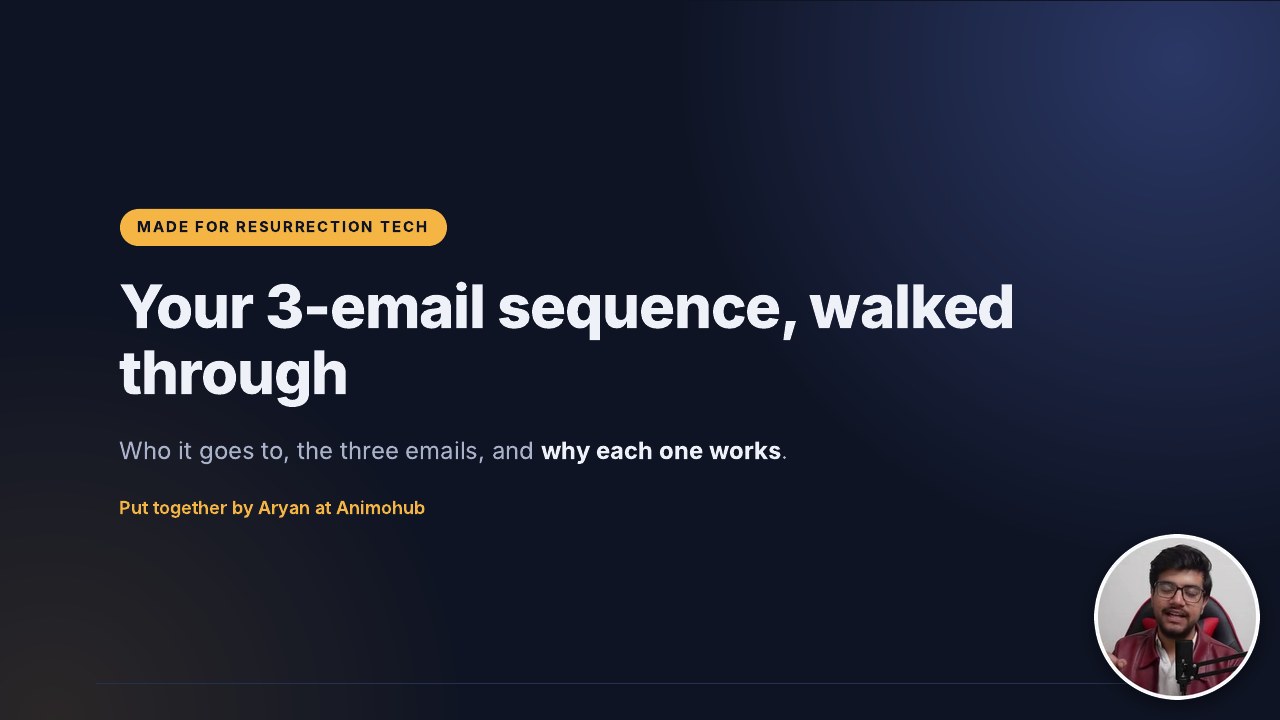 MADE FOR RESURRECTION TECH
Your 3-email sequence, walked
through
Who it goes to, the three emails, and why each one works.
Put together by Aryan at Animohub